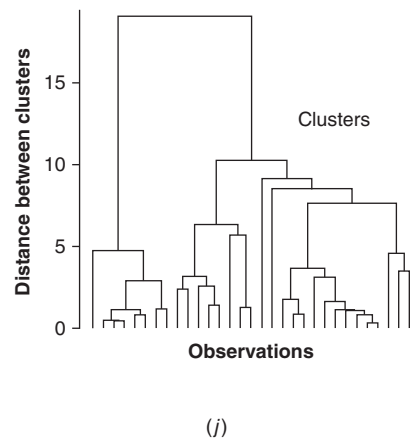 Distance between clusters
15
10
5
0
Clusters
Observations
(j)